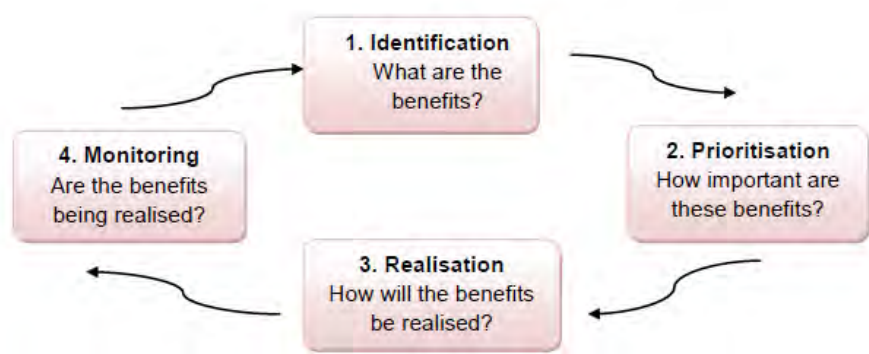 1. Identification
What are the
benefits?
2. Prioritisation
How important are
these benefits?
3. Realisation
How will the benefits
be realised?
4. Monitoring
Are the benefits
being realised?